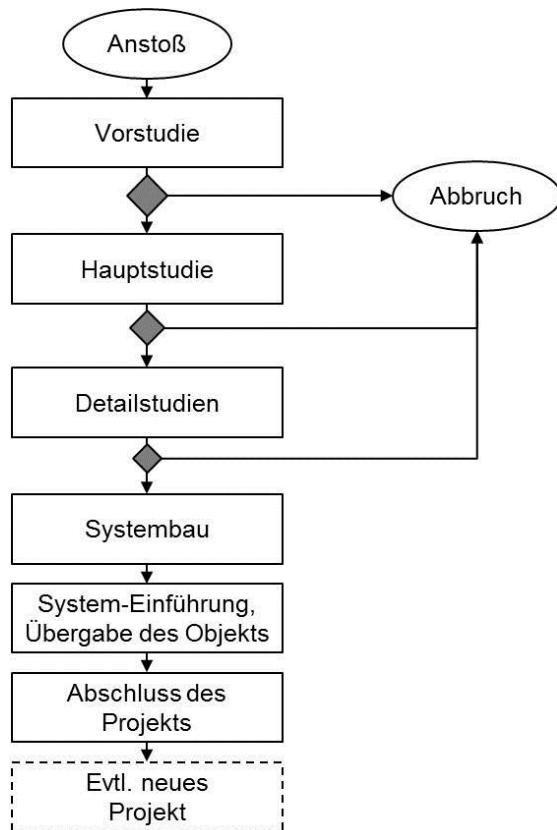 Anstoß
Vorstudie
Abbruch
Hauptstudie
Detailstudien
Systembau
System-Einführung,
Übergabe des Objekts
Abschluss des
Projekts
Evtl. neues
Projekt